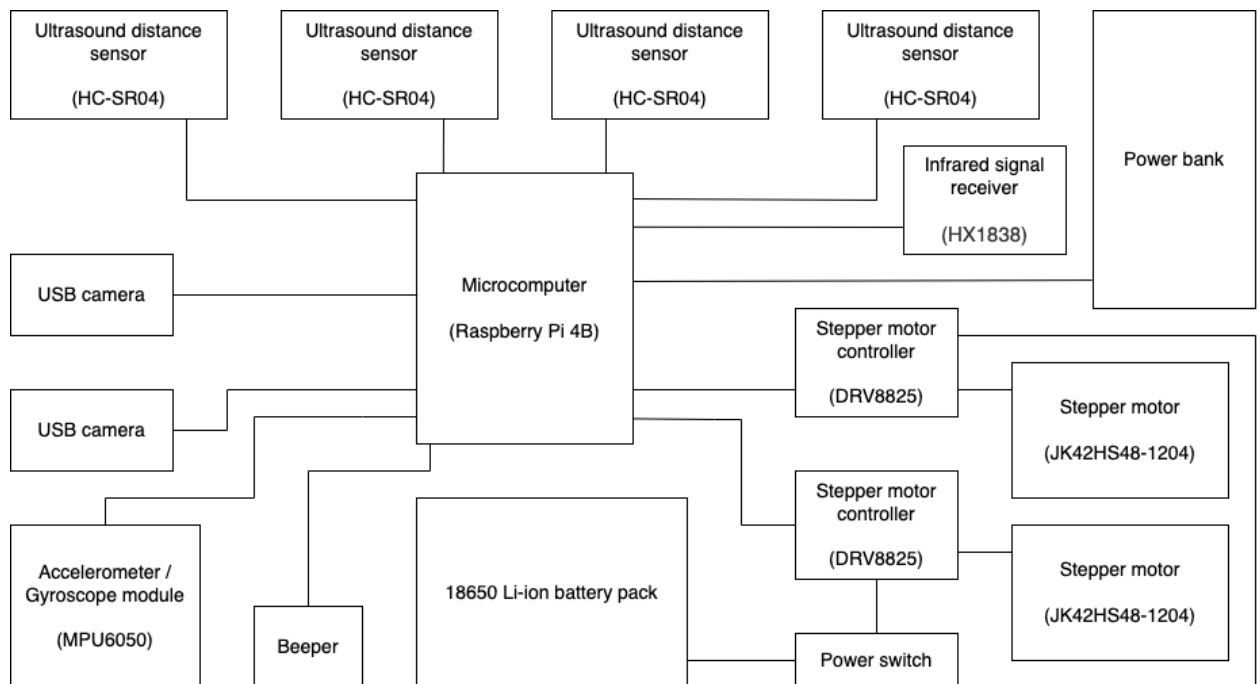 Ultrasound distance
sensor
(HC-SR04)
Ultrasound distance
sensor
(HC-SR04)
Ultrasound distance
sensor
(HC-SR04)
Ultrasound distance
sensor
(HC-SR04)
Power bank
Infrared signal
receiver
(HX1838)
USB camera
Microcomputer
(Raspberry Pi 4B)
Stepper motor
controller
(DRV8825)
USB camera
Stepper motor
(JK42HS48-1204)
Stepper motor
controller
(DRV8825)
Accelerometer /
Gyroscope module
(MPU6050)
Beeper
18650 Li-ion battery pack
Power switch
Stepper motor
(JK42HS48-1204)